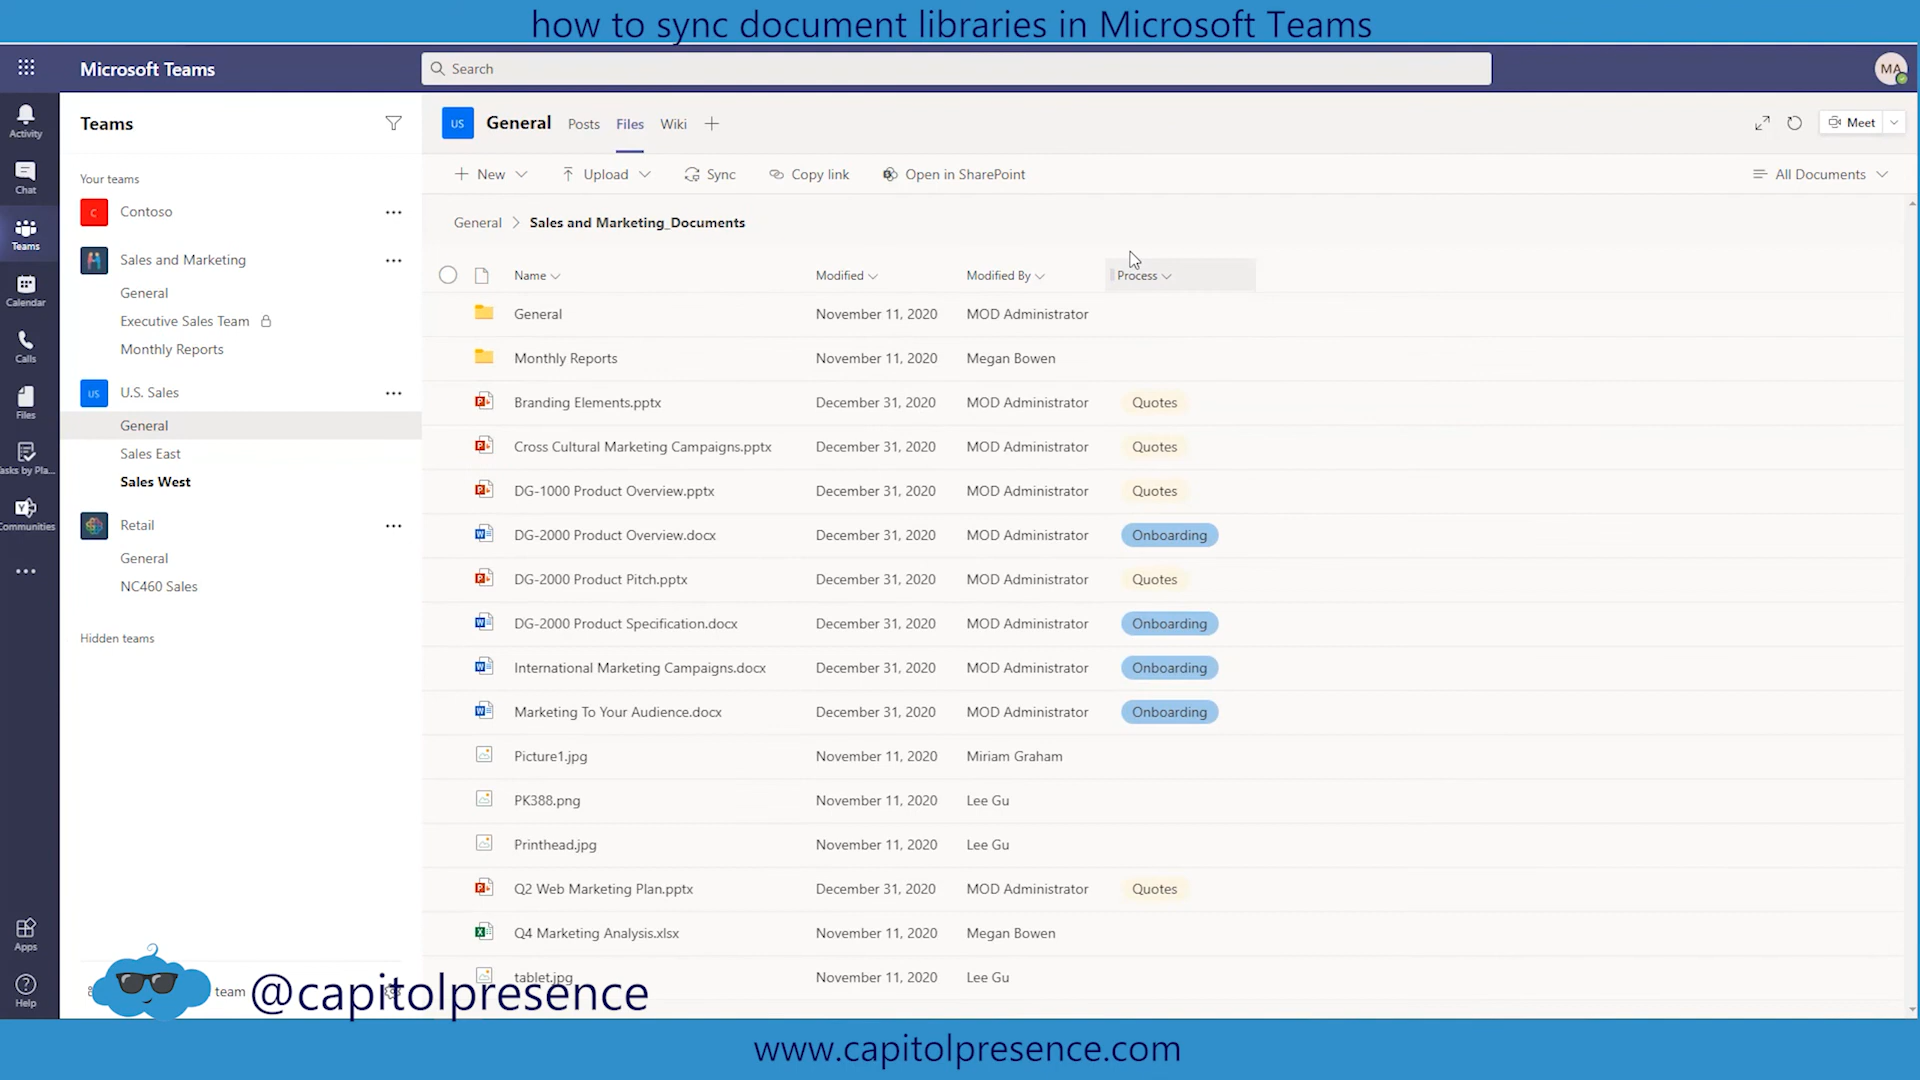 how to sync document libraries in Microsoft Teams
Microsoft Teams
Search
MA
Activity
Chat
Teams
Calendar
Calls
Files
asks by Pla...
ommunities
Apps
Help
Teams
Your teams
C Contoso
Sales and Marketing
General
Executive Sales Team
Monthly Reports
US U.S. Sales
General
Sales East
Sales West
Retail
General
NC460 Sales
Hidden teams
team
US General Posts Files Wiki
Meet
New Upload Sync Copy link Open in SharePoint All Documents
General > Sales and Marketing_Documents
Name Modified Modified By Process
General November 11, 2020 MOD Administrator
Monthly Reports November 11, 2020 Megan Bowen
Branding Elements.pptx December 31, 2020 MOD Administrator Quotes
Cross Cultural Marketing Campaigns.pptx December 31, 2020 MOD Administrator Quotes
DG-1000 Product Overview.pptx December 31, 2020 MOD Administrator Quotes
DG-2000 Product Overview.docx December 31, 2020 MOD Administrator Onboarding
DG-2000 Product Pitch.pptx December 31, 2020 MOD Administrator Quotes
DG-2000 Product Specification.docx December 31, 2020 MOD Administrator Onboarding
International Marketing Campaigns.docx December 31, 2020 MOD Administrator Onboarding
Marketing To Your Audience.docx December 31, 2020 MOD Administrator Onboarding
Picture1.jpg November 11, 2020 Miriam Graham
PK388.png November 11, 2020 Lee Gu
Printhead.jpg November 11, 2020 Lee Gu
Q2 Web Marketing Plan.pptx December 31, 2020 MOD Administrator Quotes
Q4 Marketing Analysis.xlsx November 11, 2020 Megan Bowen
tablet.jpg November 11, 2020 Lee Gu
@capitolpresence
www.capitolpresence.com